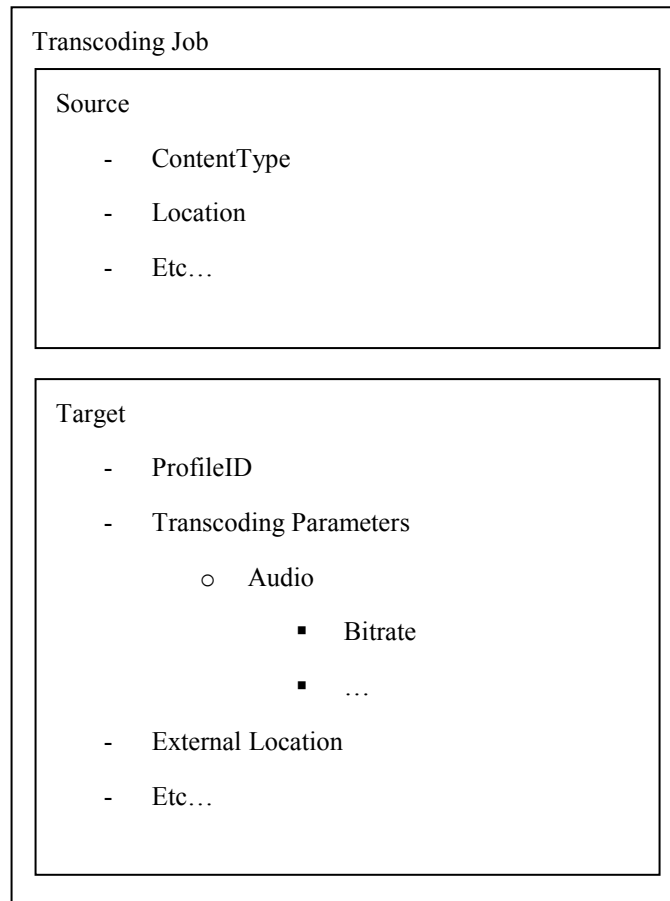 Transcoding Job
Source
- ContentType
- Location
- Etc…
Target
- ProfileID
- Transcoding Parameters
o Audio
▪ Bitrate
▪ …
- External Location
- Etc…